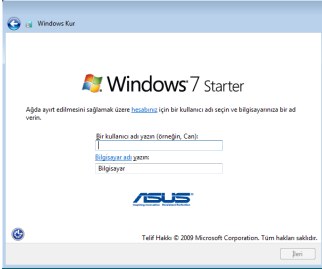 Windows Kur
Windows 7 Starter
Ağda ayırt edilmesini sağlamak üzere hesabınız için bir kullanıcı adı seçin ve bilgisayarınıza bir ad
verin.
Bir kullanıcı adı yazın (örneğin, Can):
Bilgisayar adı yazın:
Bilgisayar
ASUS
Telif Hakkı © 2009 Microsoft Corporation. Tüm hakları saklıdır.
İleri